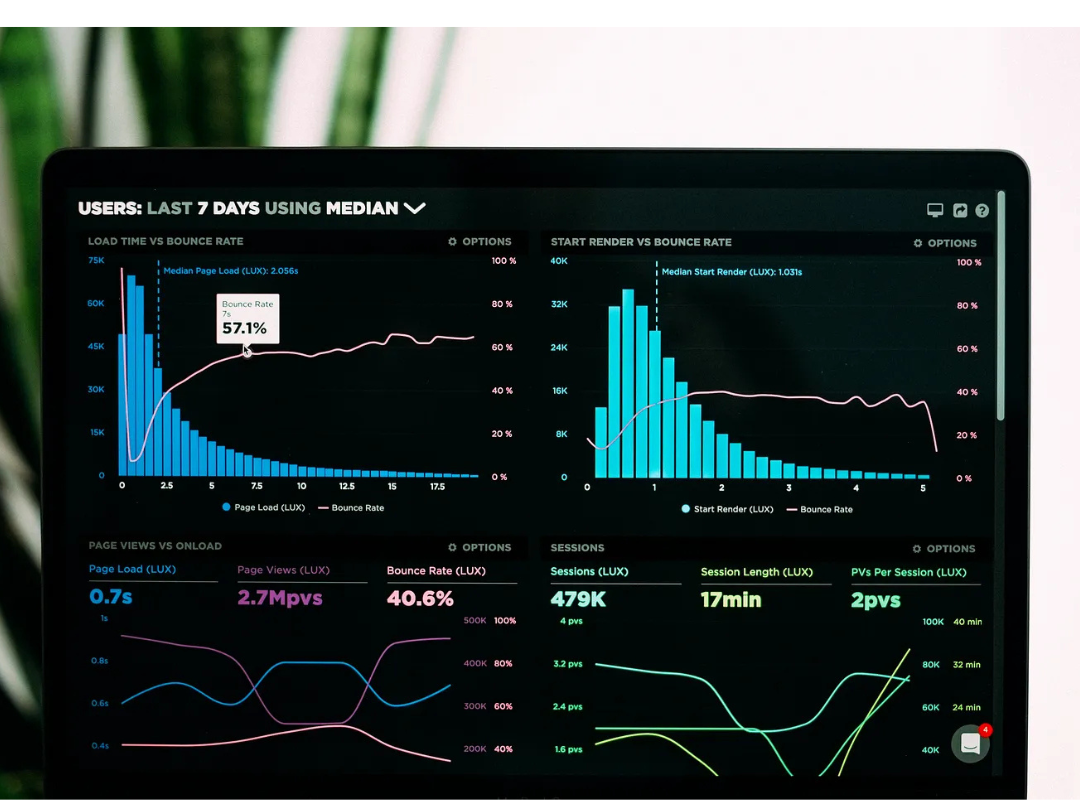 USERS: LAST 7 DAYS USING MEDIAN
LOAD TIME VS BOUNCE RATE
OPTIONS
75K
100 %
Median Page Load (LUX): 2.056s
60K
80 %
Bounce Rate
7s
57.1%
45K
60 %
30K
40 %
15K
20 %
0
0 %
0 2.5 5 7.5 10 12.5 15 17.5
Page Load (LUX) Bounce Rate
START RENDER VS BOUNCE RATE
OPTIONS
40K
100 %
Median Start Render (LUX): 1.031s
32K
80 %
24K
60 %
16K
40 %
8K
20 %
0
0 %
0 1 2 3 4 5
Start Render (LUX) Bounce Rate
PAGE VIEWS VS ONLOAD
OPTIONS
Page Load (LUX) Page Views (LUX) Bounce Rate (LUX)
0.7s 2.7Mpvs 40.6%
1s 500K 100%
0.8s 400K 80%
0.6s 300K 60%
0.4s 200K 40%
SESSIONS
OPTIONS
Sessions (LUX) Session Length (LUX) PVs Per Session (LUX)
479K 17min 2pvs
4 pvs 100K 40 min
3.2 pvs 80K 32 min
2.4 pvs 60K 24 min
1.6 pvs 40K
4